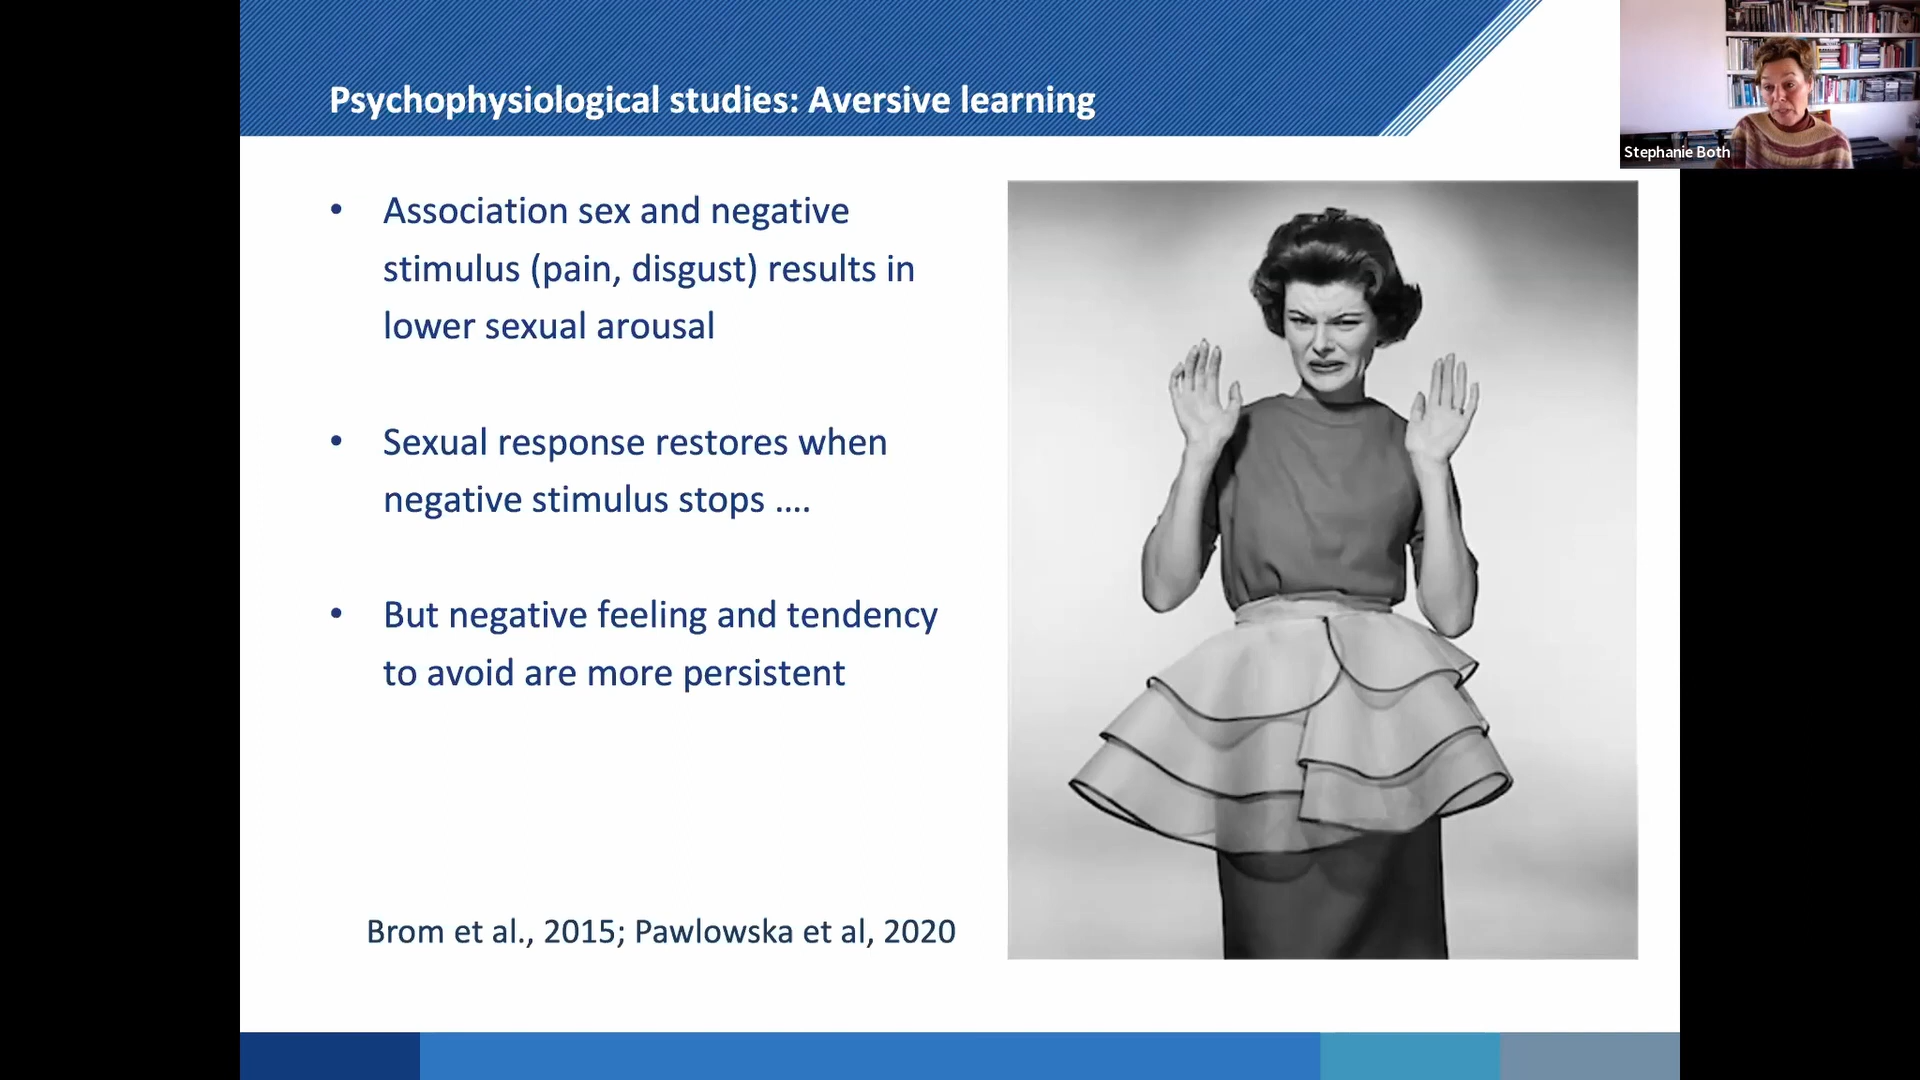 Psychophysiological studies: Aversive learning
Stephanie Both
• Association sex and negative
stimulus (pain, disgust) results in
lower sexual arousal
• Sexual response restores when
negative stimulus stops ....
• But negative feeling and tendency
to avoid are more persistent
Brom et al., 2015; Pawlowska et al, 2020